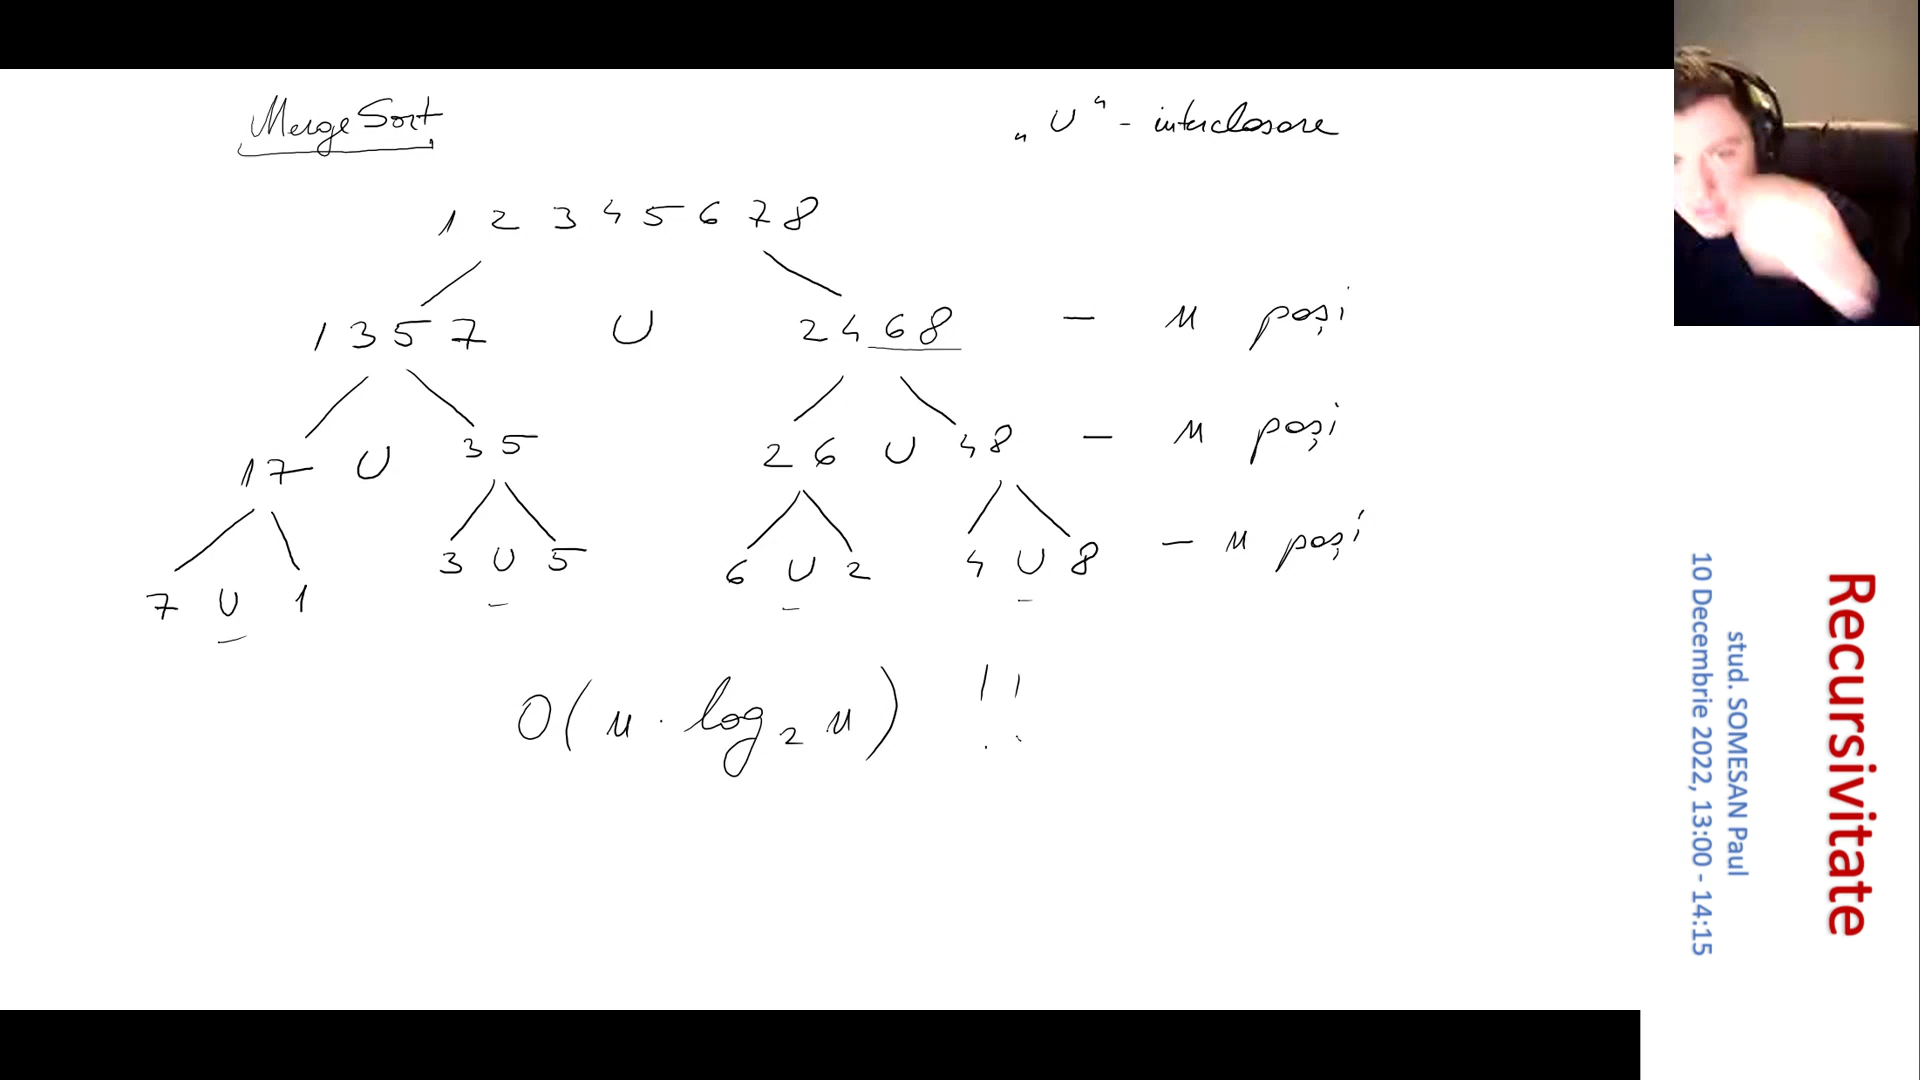 MergeSort
„U“ - interclasare
1 2 3 4 5 6 7 8
1 3 5 7 U 2 4 6 8 - n pași
1 7 U 3 5 2 6 U 4 8 - n pași
7 U 1 3 U 5 6 U 2 4 U 8 - n pași
O(n · log₂ n) !!
Recursivitate
stud. SOMESAN Paul
10 Decembrie 2022, 13:00 - 14:15